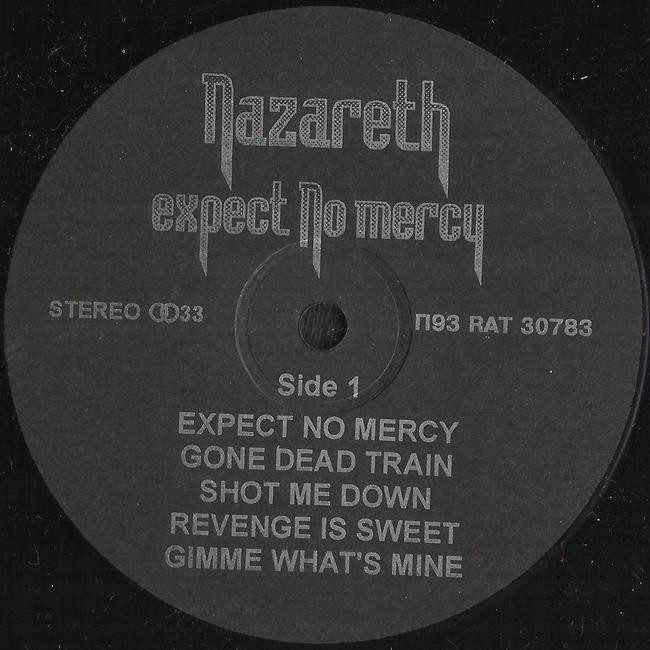 Nazareth
expect No mercy
STEREO 33
П93 RAT 30783
Side 1
EXPECT NO MERCY
GONE DEAD TRAIN
SHOT ME DOWN
REVENGE IS SWEET
GIMME WHAT'S MINE